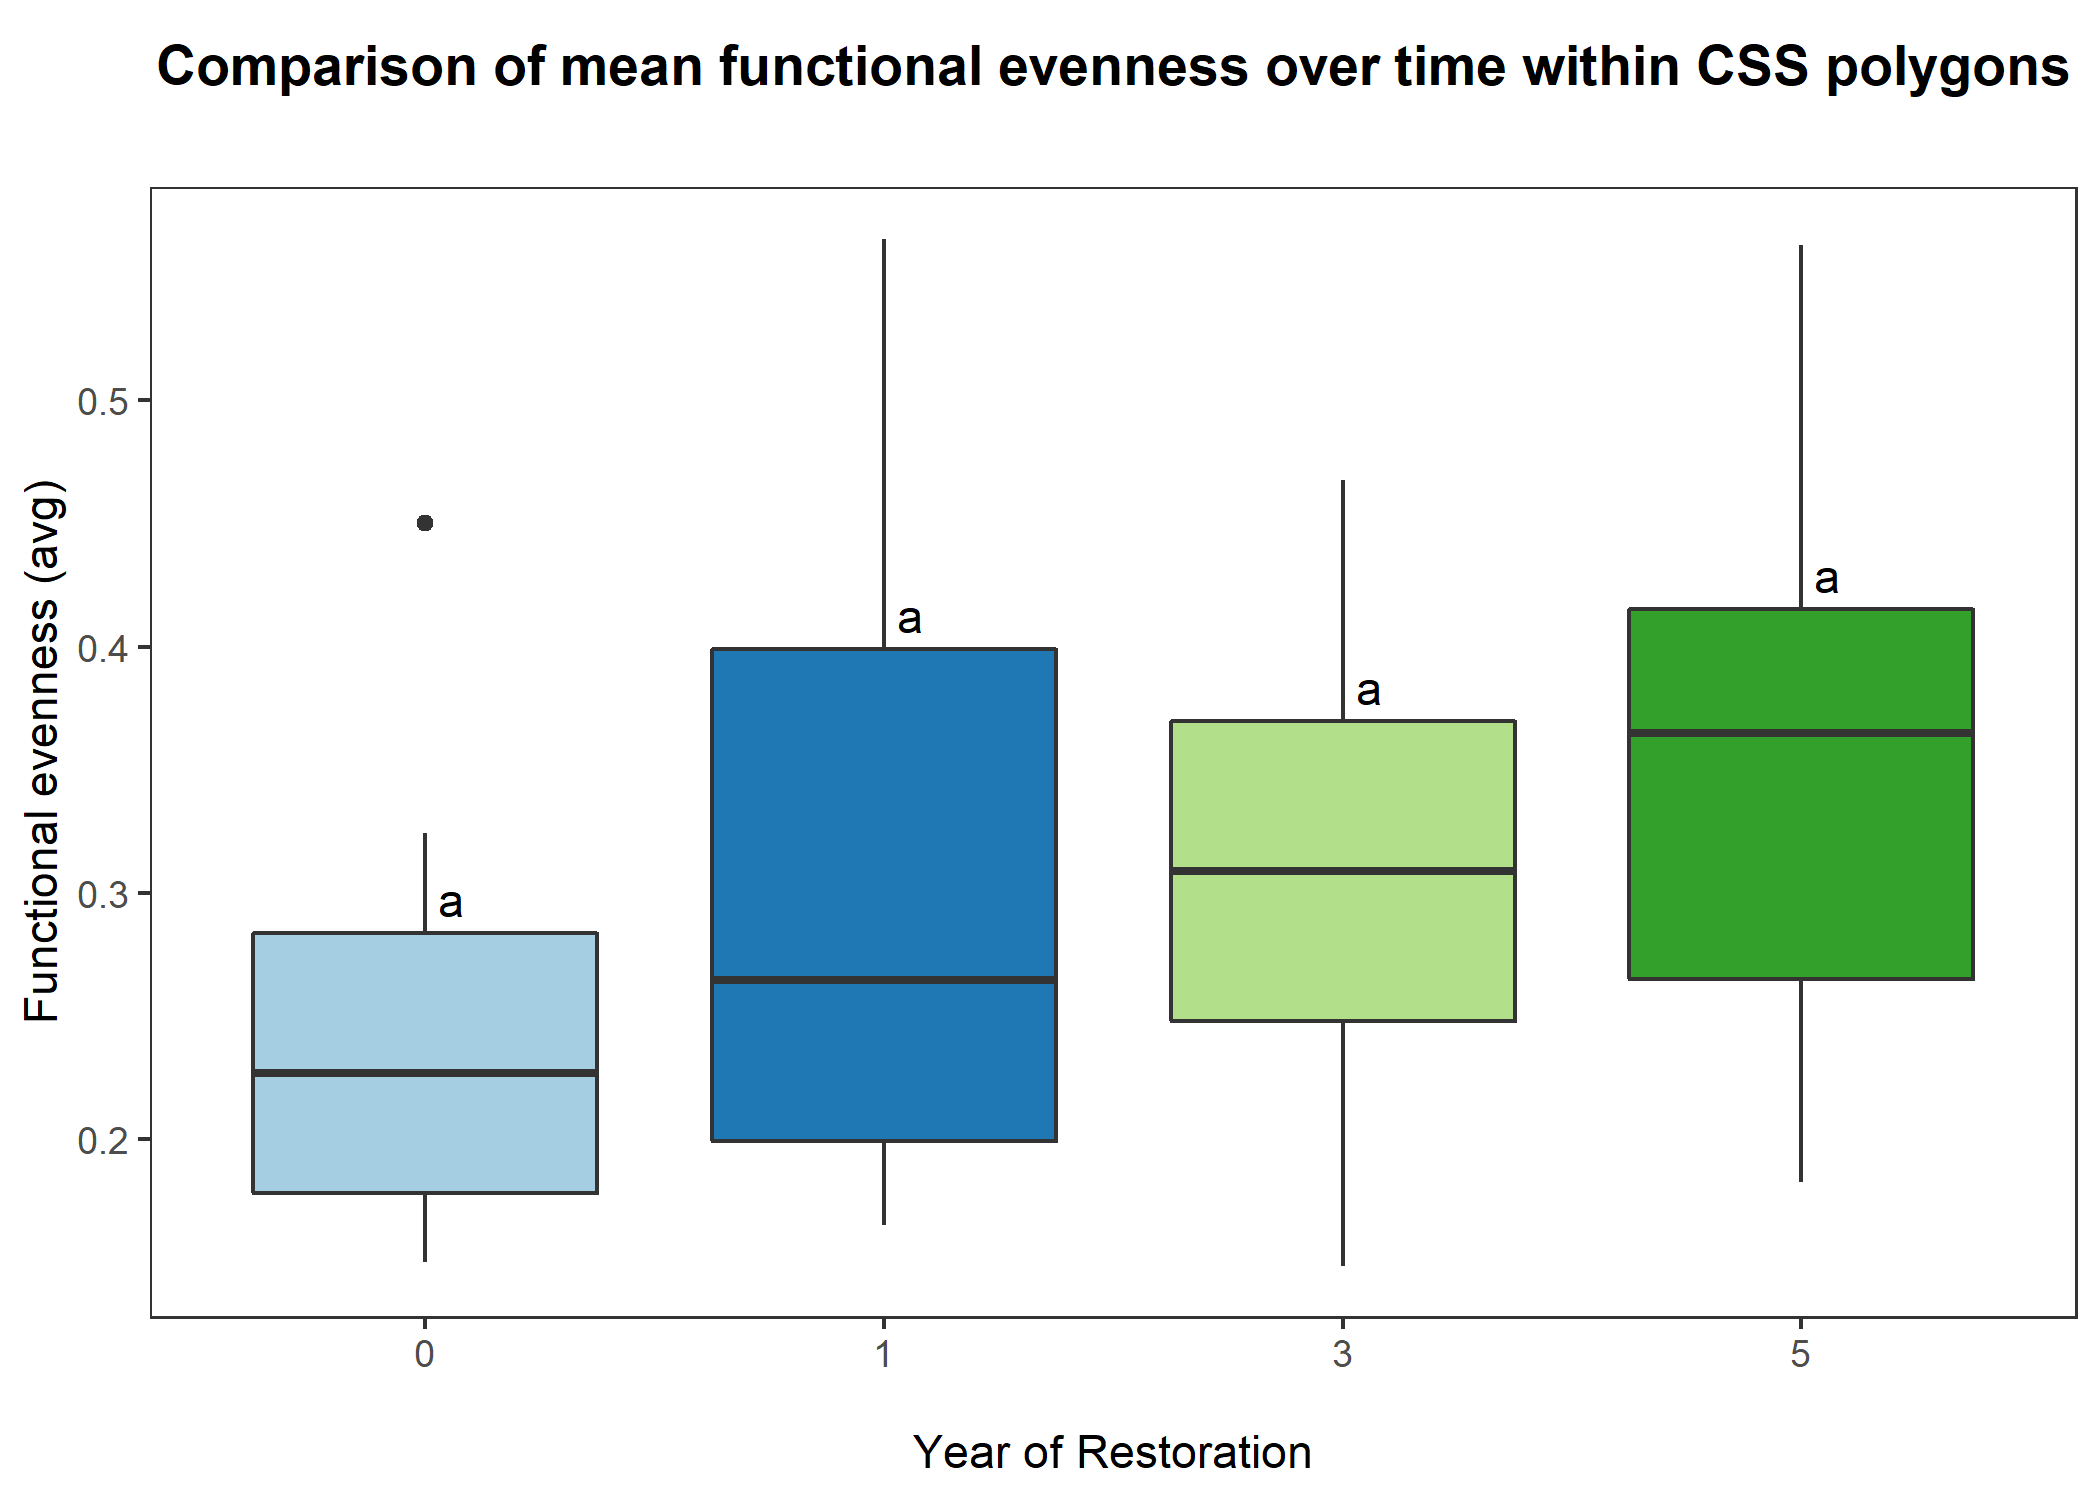 Comparison of mean functional evenness over time within CSS polygons
Functional evenness (avg)
0.5
0.4
0.3
0.2
a
a
a
a
0
1
3
5
Year of Restoration